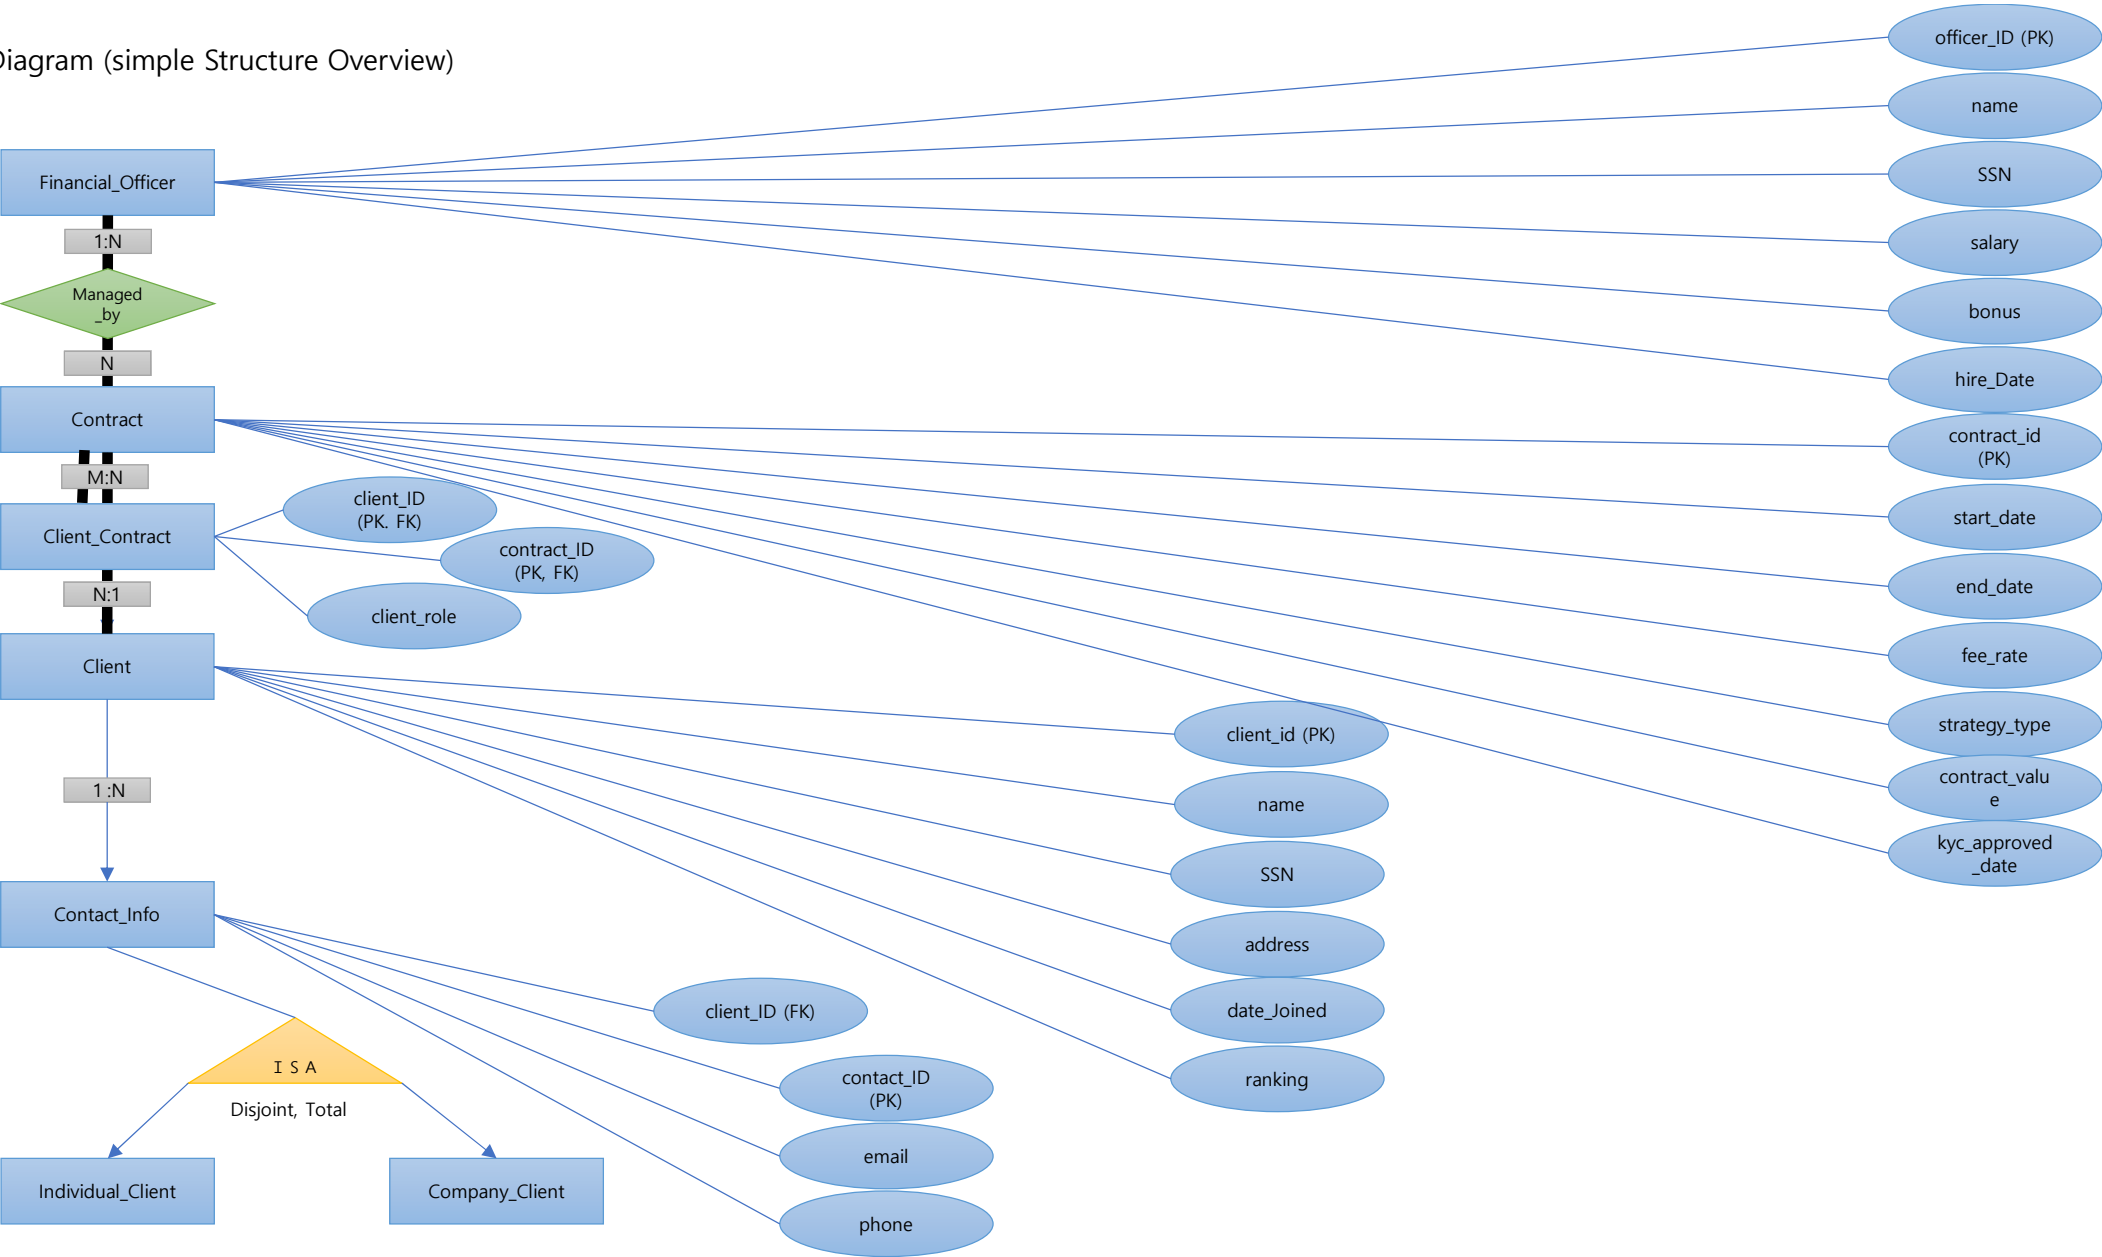 Diagram (simple Structure Overview)
officer_ID (PK)
name
Financial_Officer
SSN
salary
1:N
Managed
_by
bonus
N
hire_Date
Contract
contract_id
(PK)
M:N
client_ID
(PK. FK)
start_date
Client_Contract
contract_ID
(PK, FK)
end_date
N:1
client_role
fee_rate
Client
strategy_type
client_id (PK)
contract_valu
e
1 :N
name
kyc_approved
_date
SSN
Contact_Info
address
client_ID (FK)
date_Joined
I S A
contact_ID
(PK)
ranking
Disjoint, Total
email
Individual_Client
Company_Client
phone